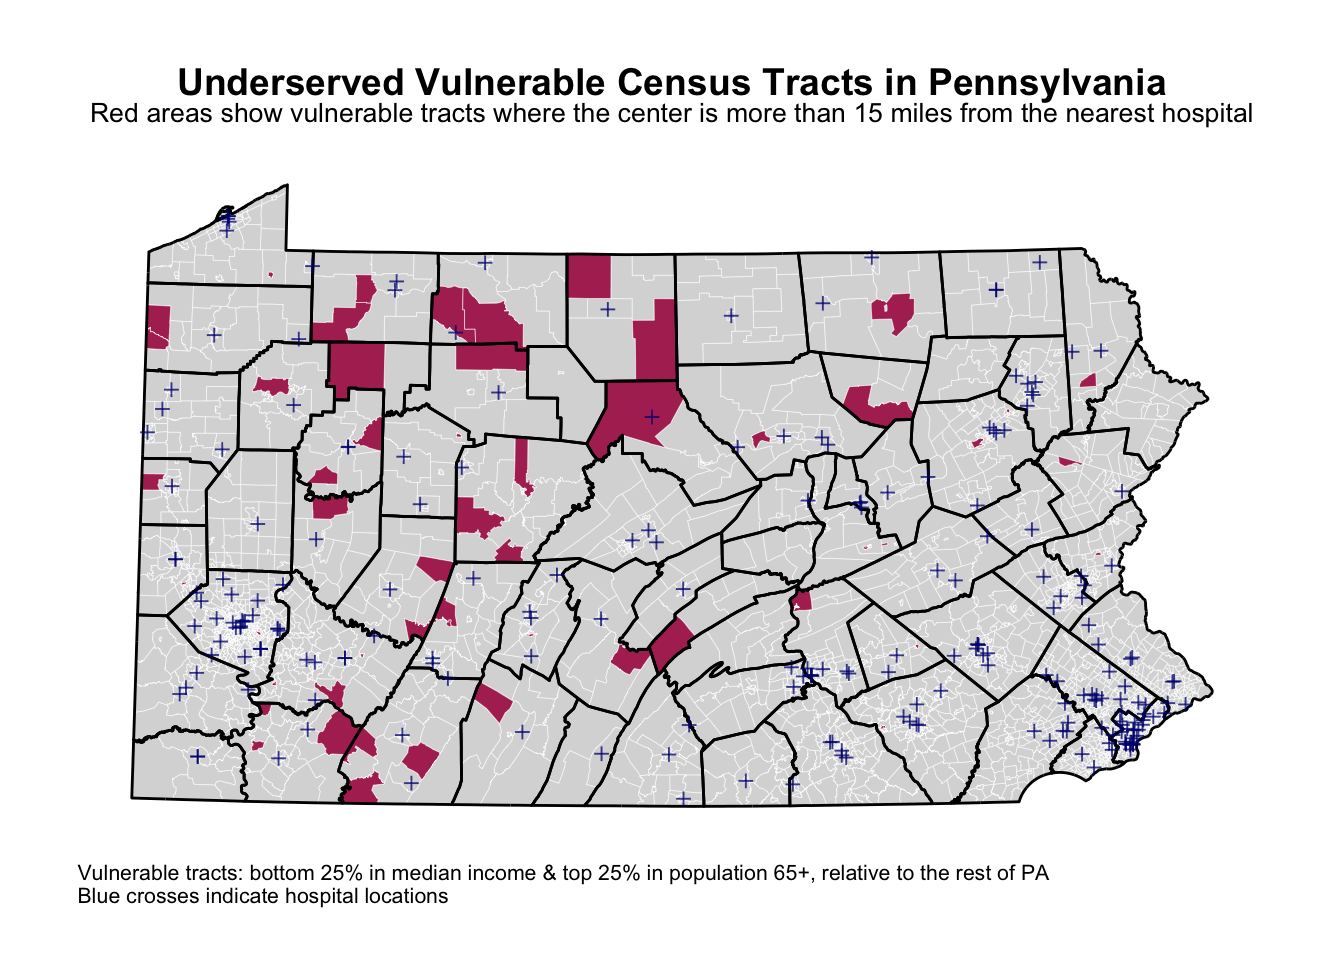 Underserved Vulnerable Census Tracts in Pennsylvania
Red areas show vulnerable tracts where the center is more than 15 miles from the nearest hospital
Vulnerable tracts: bottom 25% in median income & top 25% in population 65+, relative to the rest of PA
Blue crosses indicate hospital locations